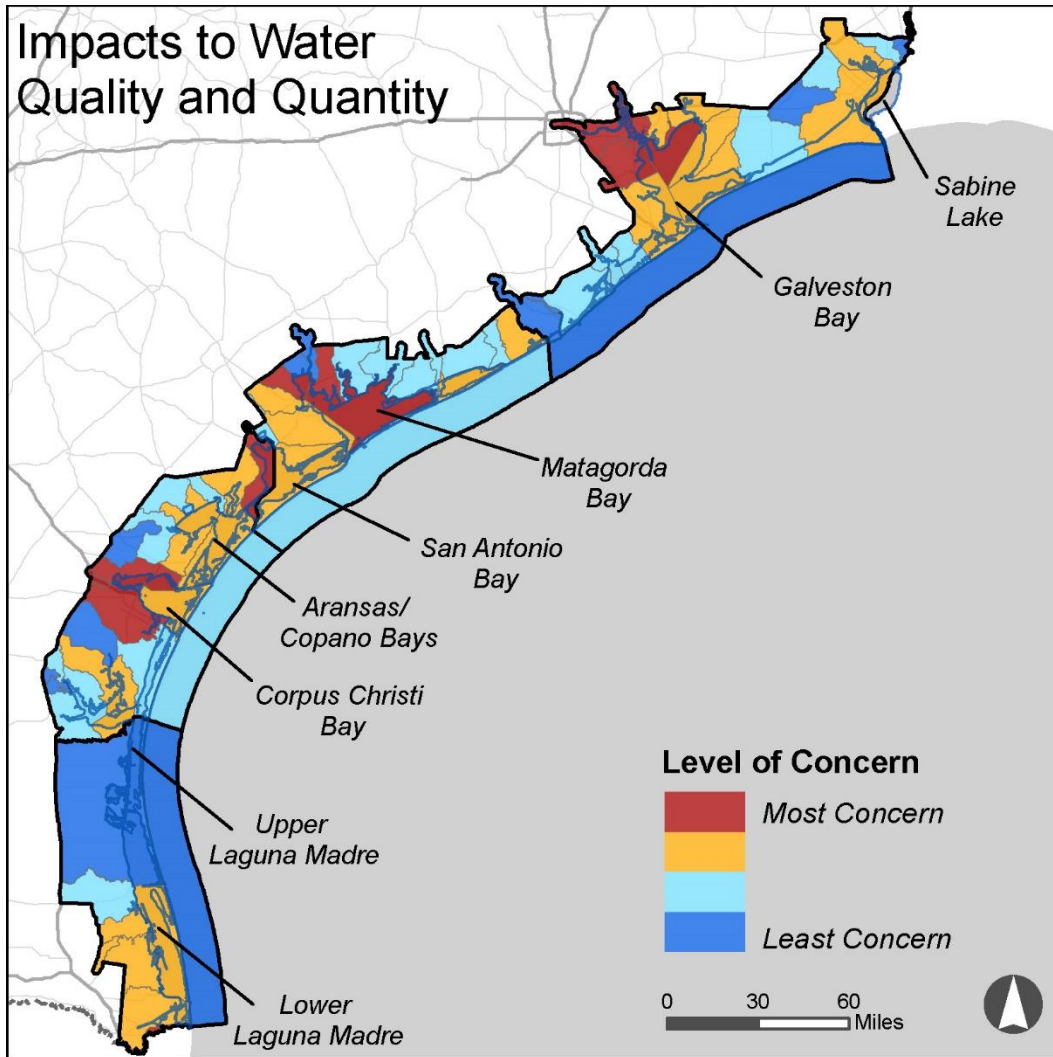 Impacts to Water
Quality and Quantity
Sabine
Lake
Galveston
Bay
Matagorda
Bay
San Antonio
Bay
Aransas/
Copano Bays
Corpus Christi
Bay
Upper
Laguna Madre
Lower
Laguna Madre
Level of Concern
Most Concern
Least Concern
0 30 60
Miles